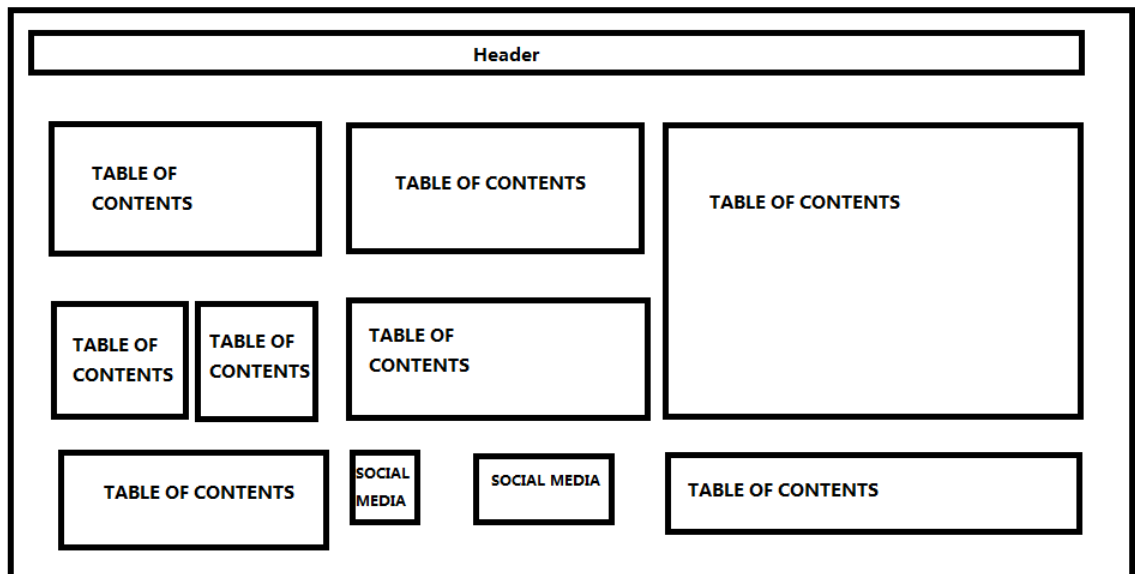 Header
TABLE OF
CONTENTS
TABLE OF CONTENTS
TABLE OF CONTENTS
TABLE OF
CONTENTS
TABLE OF
CONTENTS
TABLE OF
CONTENTS
TABLE OF CONTENTS
SOCIAL
MEDIA
SOCIAL MEDIA
TABLE OF CONTENTS